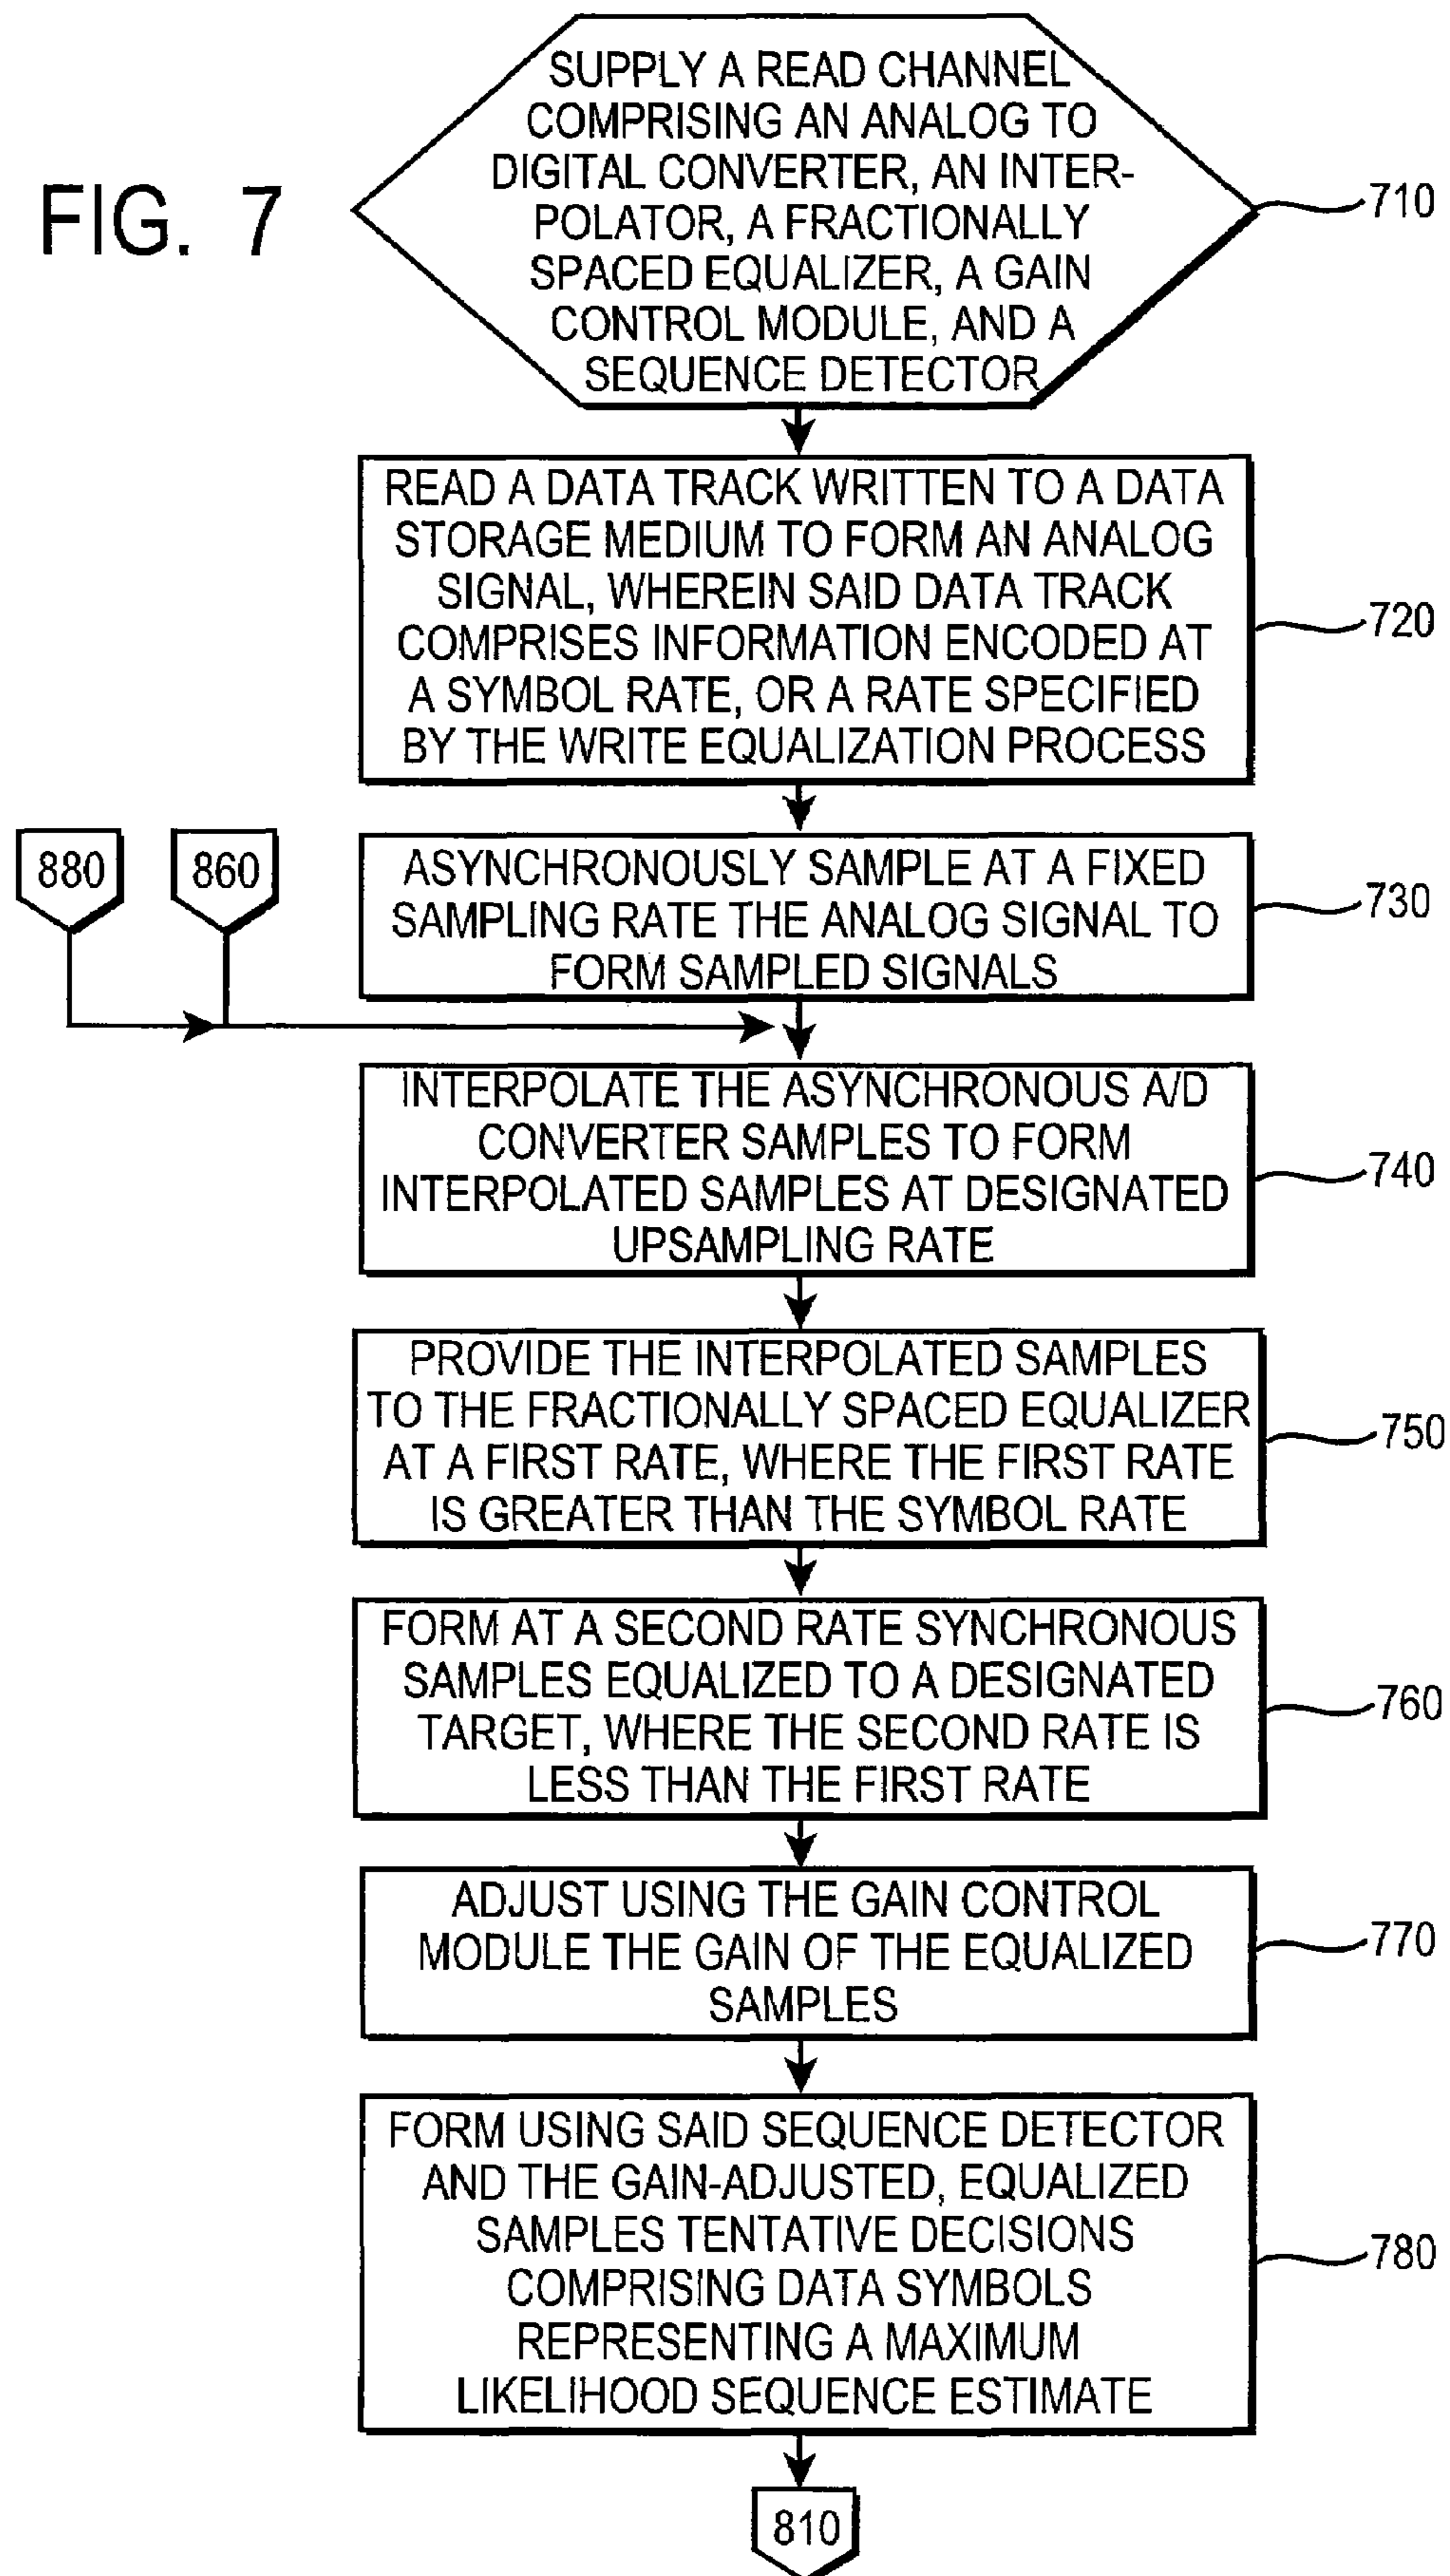 FIG. 7
SUPPLY A READ CHANNEL
COMPRISING AN ANALOG TO
DIGITAL CONVERTER, AN INTER-
POLATOR, A FRACTIONALLY
SPACED EQUALIZER, A GAIN
CONTROL MODULE, AND A
SEQUENCE DETECTOR
710
READ A DATA TRACK WRITTEN TO A DATA
STORAGE MEDIUM TO FORM AN ANALOG
SIGNAL, WHEREIN SAID DATA TRACK
COMPRISES INFORMATION ENCODED AT
A SYMBOL RATE, OR A RATE SPECIFIED
BY THE WRITE EQUALIZATION PROCESS
720
880
860
ASYNCHRONOUSLY SAMPLE AT A FIXED
SAMPLING RATE THE ANALOG SIGNAL TO
FORM SAMPLED SIGNALS
730
INTERPOLATE THE ASYNCHRONOUS A/D
CONVERTER SAMPLES TO FORM
INTERPOLATED SAMPLES AT DESIGNATED
UPSAMPLING RATE
740
PROVIDE THE INTERPOLATED SAMPLES
TO THE FRACTIONALLY SPACED EQUALIZER
AT A FIRST RATE, WHERE THE FIRST RATE
IS GREATER THAN THE SYMBOL RATE
750
FORM AT A SECOND RATE SYNCHRONOUS
SAMPLES EQUALIZED TO A DESIGNATED
TARGET, WHERE THE SECOND RATE IS
LESS THAN THE FIRST RATE
760
ADJUST USING THE GAIN CONTROL
MODULE THE GAIN OF THE EQUALIZED
SAMPLES
770
FORM USING SAID SEQUENCE DETECTOR
AND THE GAIN-ADJUSTED, EQUALIZED
SAMPLES TENTATIVE DECISIONS
COMPRISING DATA SYMBOLS
REPRESENTING A MAXIMUM
LIKELIHOOD SEQUENCE ESTIMATE
780
810